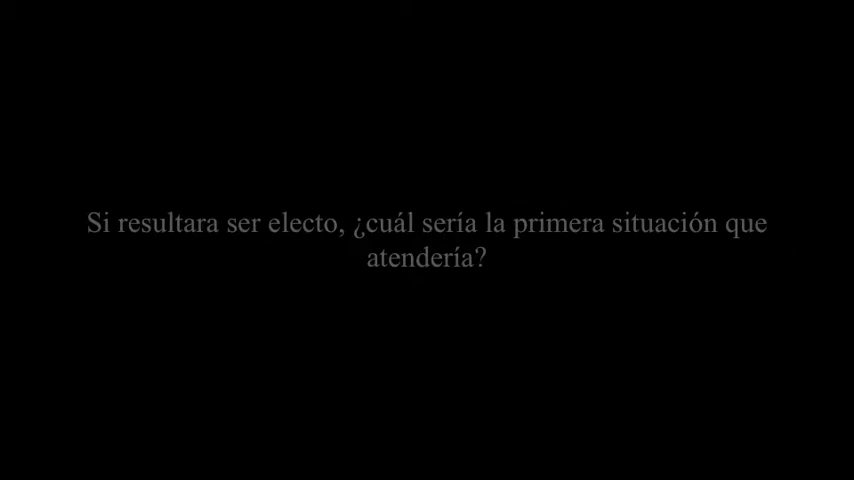 Si resultara ser electo, ¿cuál sería la primera situación que
atendería?